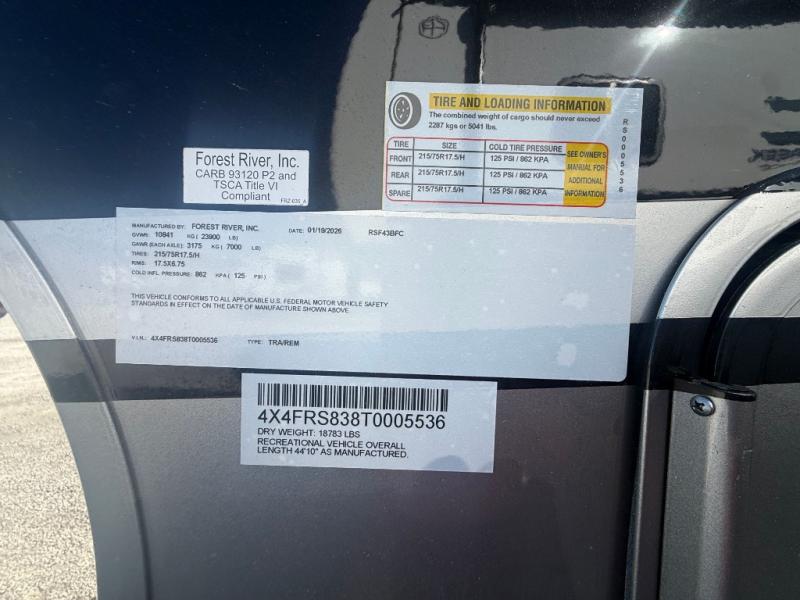 TIRE AND LOADING INFORMATION
The combined weight of cargo should never exceed
2287 kgs or 5041 lbs.
TIRE SIZE COLD TIRE PRESSURE
FRONT 215/75R17.5/H 125 PSI / 862 KPA
REAR 215/75R17.5/H 125 PSI / 862 KPA
SPARE 215/75R17.5/H 125 PSI / 862 KPA
SEE OWNER'S
MANUAL FOR
ADDITIONAL
INFORMATION
RS0005536
Forest River, Inc.
CARB 93120 P2 and
TSCA Title VI
Compliant
FRZ 035_A
MANUFACTURED BY: FOREST RIVER, INC. DATE: 01/19/2026 RSF43BFC
GVWR: 10841 KG ( 23900 LB)
GAWR (EACH AXLE): 3175 KG ( 7000 LB)
TIRES: 215/75R17.5/H
RIMS: 17.5X6.75
COLD INFL. PRESSURE: 862 KPA ( 125 PSI )
THIS VEHICLE CONFORMS TO ALL APPLICABLE U.S. FEDERAL MOTOR VEHICLE SAFETY
STANDARDS IN EFFECT ON THE DATE OF MANUFACTURE SHOWN ABOVE.
V.I.N.: 4X4FRS838T0005536 TYPE: TRA/REM
4X4FRS838T0005536
DRY WEIGHT: 18783 LBS
RECREATIONAL VEHICLE OVERALL
LENGTH 44'10" AS MANUFACTURED.